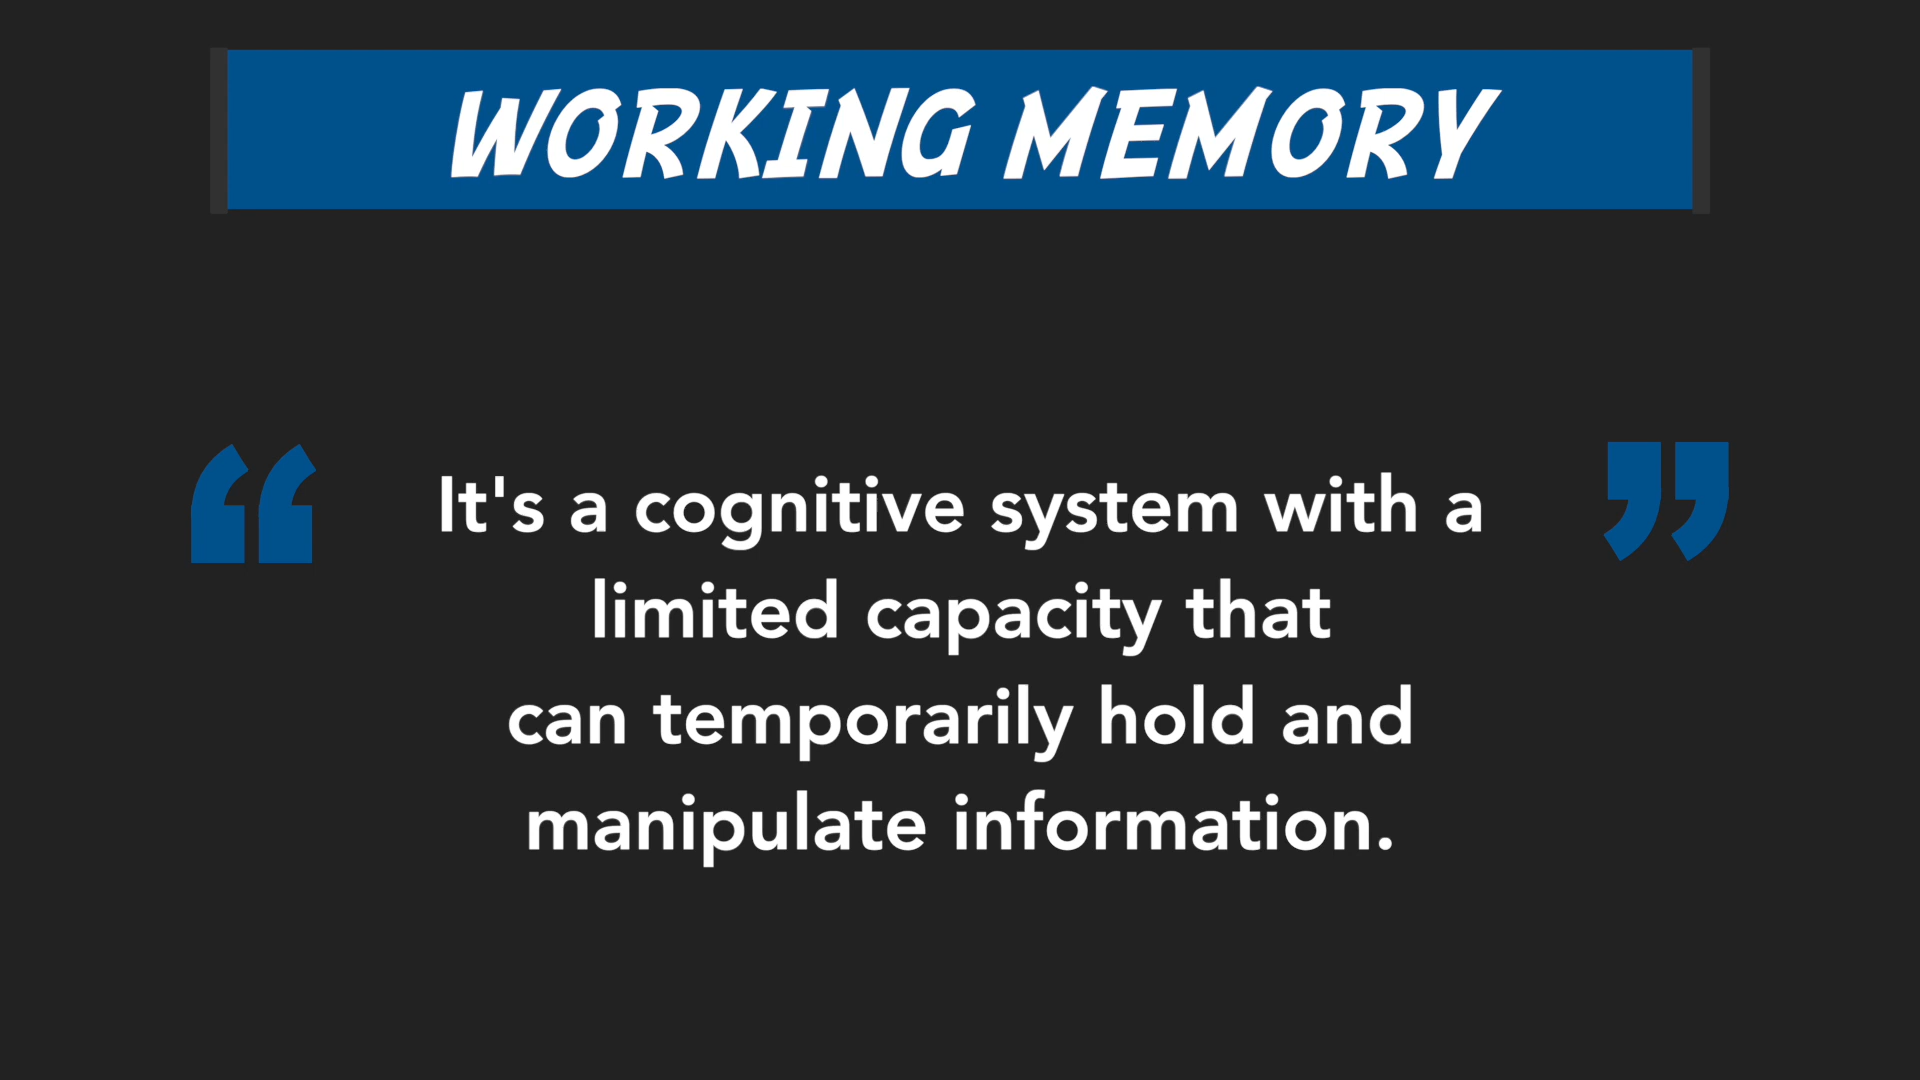 WORKING MEMORY
“ It's a cognitive system with a ”
limited capacity that
can temporarily hold and
manipulate information.